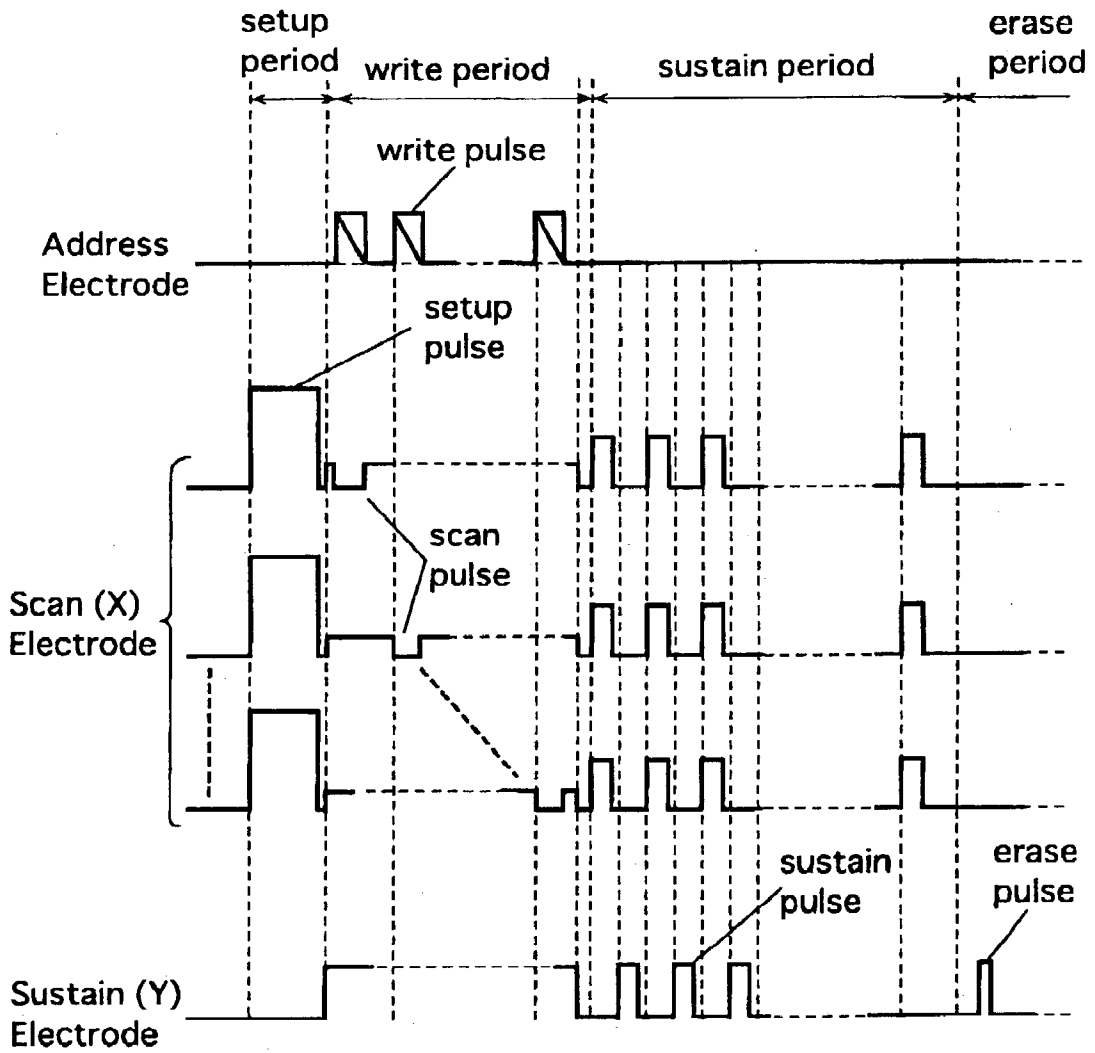 setup
period
write period
sustain period
erase
period
write pulse
Address
Electrode
setup
pulse
scan
pulse
Scan (X)
Electrode
sustain
pulse
erase
pulse
Sustain (Y)
Electrode